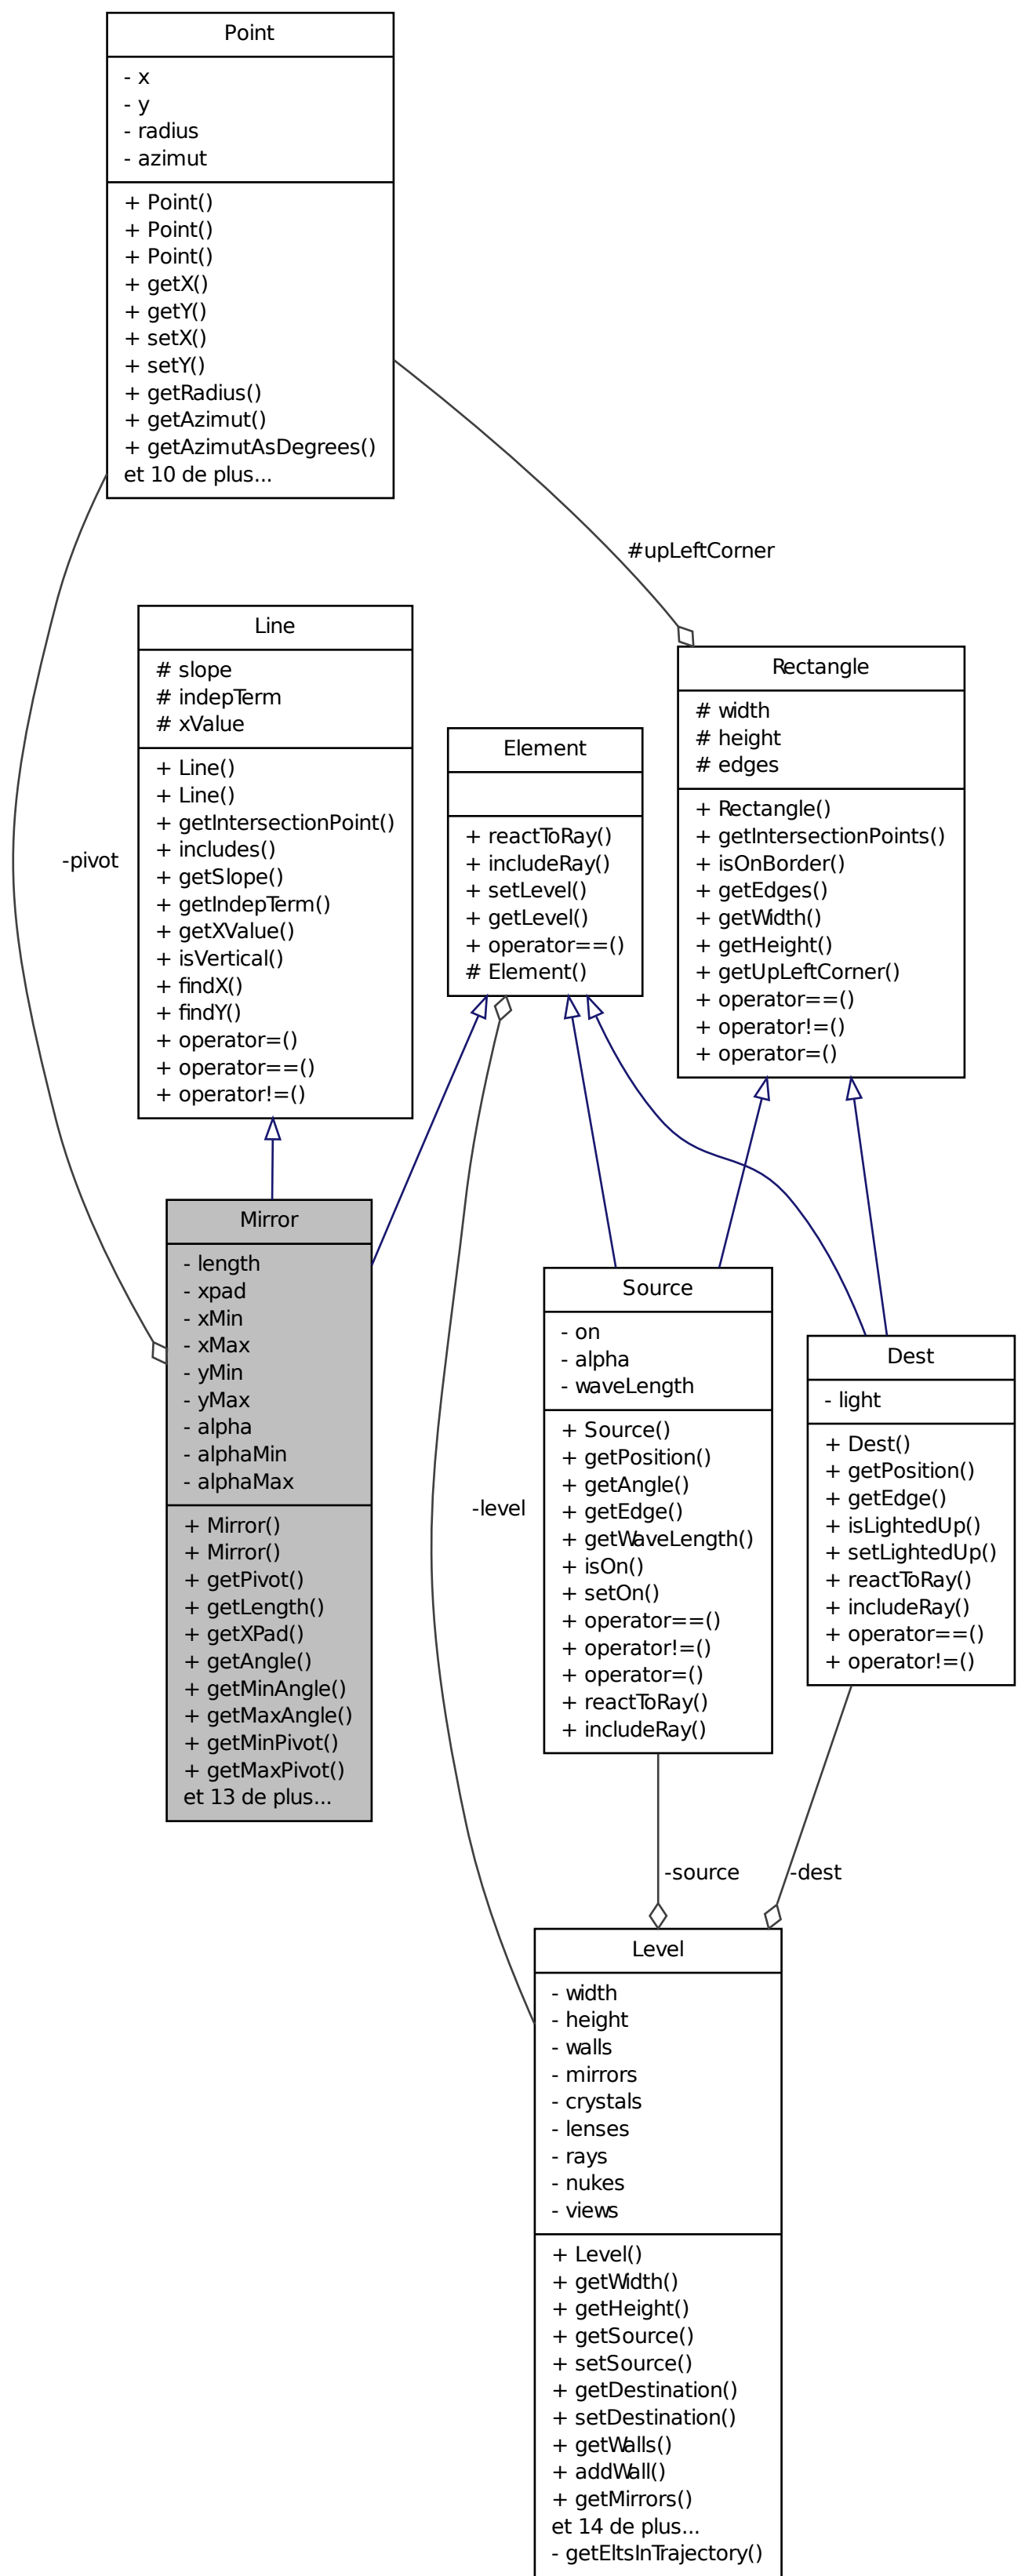 Point
- x
- y
- radius
- azimut
+ Point()
+ Point()
+ Point()
+ getX()
+ getY()
+ setX()
+ setY()
+ getRadius()
+ getAzimut()
+ getAzimutAsDegrees()
et 10 de plus...
#upLeftCorner
-pivot
Line
# slope
# indepTerm
# xValue
+ Line()
+ Line()
+ getIntersectionPoint()
+ includes()
+ getSlope()
+ getIndepTerm()
+ getXValue()
+ isVertical()
+ findX()
+ findY()
+ operator=()
+ operator==()
+ operator!=()
Element
+ reactToRay()
+ includeRay()
+ setLevel()
+ getLevel()
+ operator==()
# Element()
Rectangle
# width
# height
# edges
+ Rectangle()
+ getIntersectionPoints()
+ isOnBorder()
+ getEdges()
+ getWidth()
+ getHeight()
+ getUpLeftCorner()
+ operator==()
+ operator!=()
+ operator=()
Mirror
- length
- xpad
- xMin
- xMax
- yMin
- yMax
- alpha
- alphaMin
- alphaMax
+ Mirror()
+ Mirror()
+ getPivot()
+ getLength()
+ getXPad()
+ getAngle()
+ getMinAngle()
+ getMaxAngle()
+ getMinPivot()
+ getMaxPivot()
et 13 de plus...
-level
Source
- on
- alpha
- waveLength
+ Source()
+ getPosition()
+ getAngle()
+ getEdge()
+ getWaveLength()
+ isOn()
+ setOn()
+ operator==()
+ operator!=()
+ operator=()
+ reactToRay()
+ includeRay()
Dest
- light
+ Dest()
+ getPosition()
+ getEdge()
+ isLightedUp()
+ setLightedUp()
+ reactToRay()
+ includeRay()
+ operator==()
+ operator!=()
-source
-dest
Level
- width
- height
- walls
- mirrors
- crystals
- lenses
- rays
- nukes
- views
+ Level()
+ getWidth()
+ getHeight()
+ getSource()
+ setSource()
+ getDestination()
+ setDestination()
+ getWalls()
+ addWall()
+ getMirrors()
et 14 de plus...
- getEltsInTrajectory()